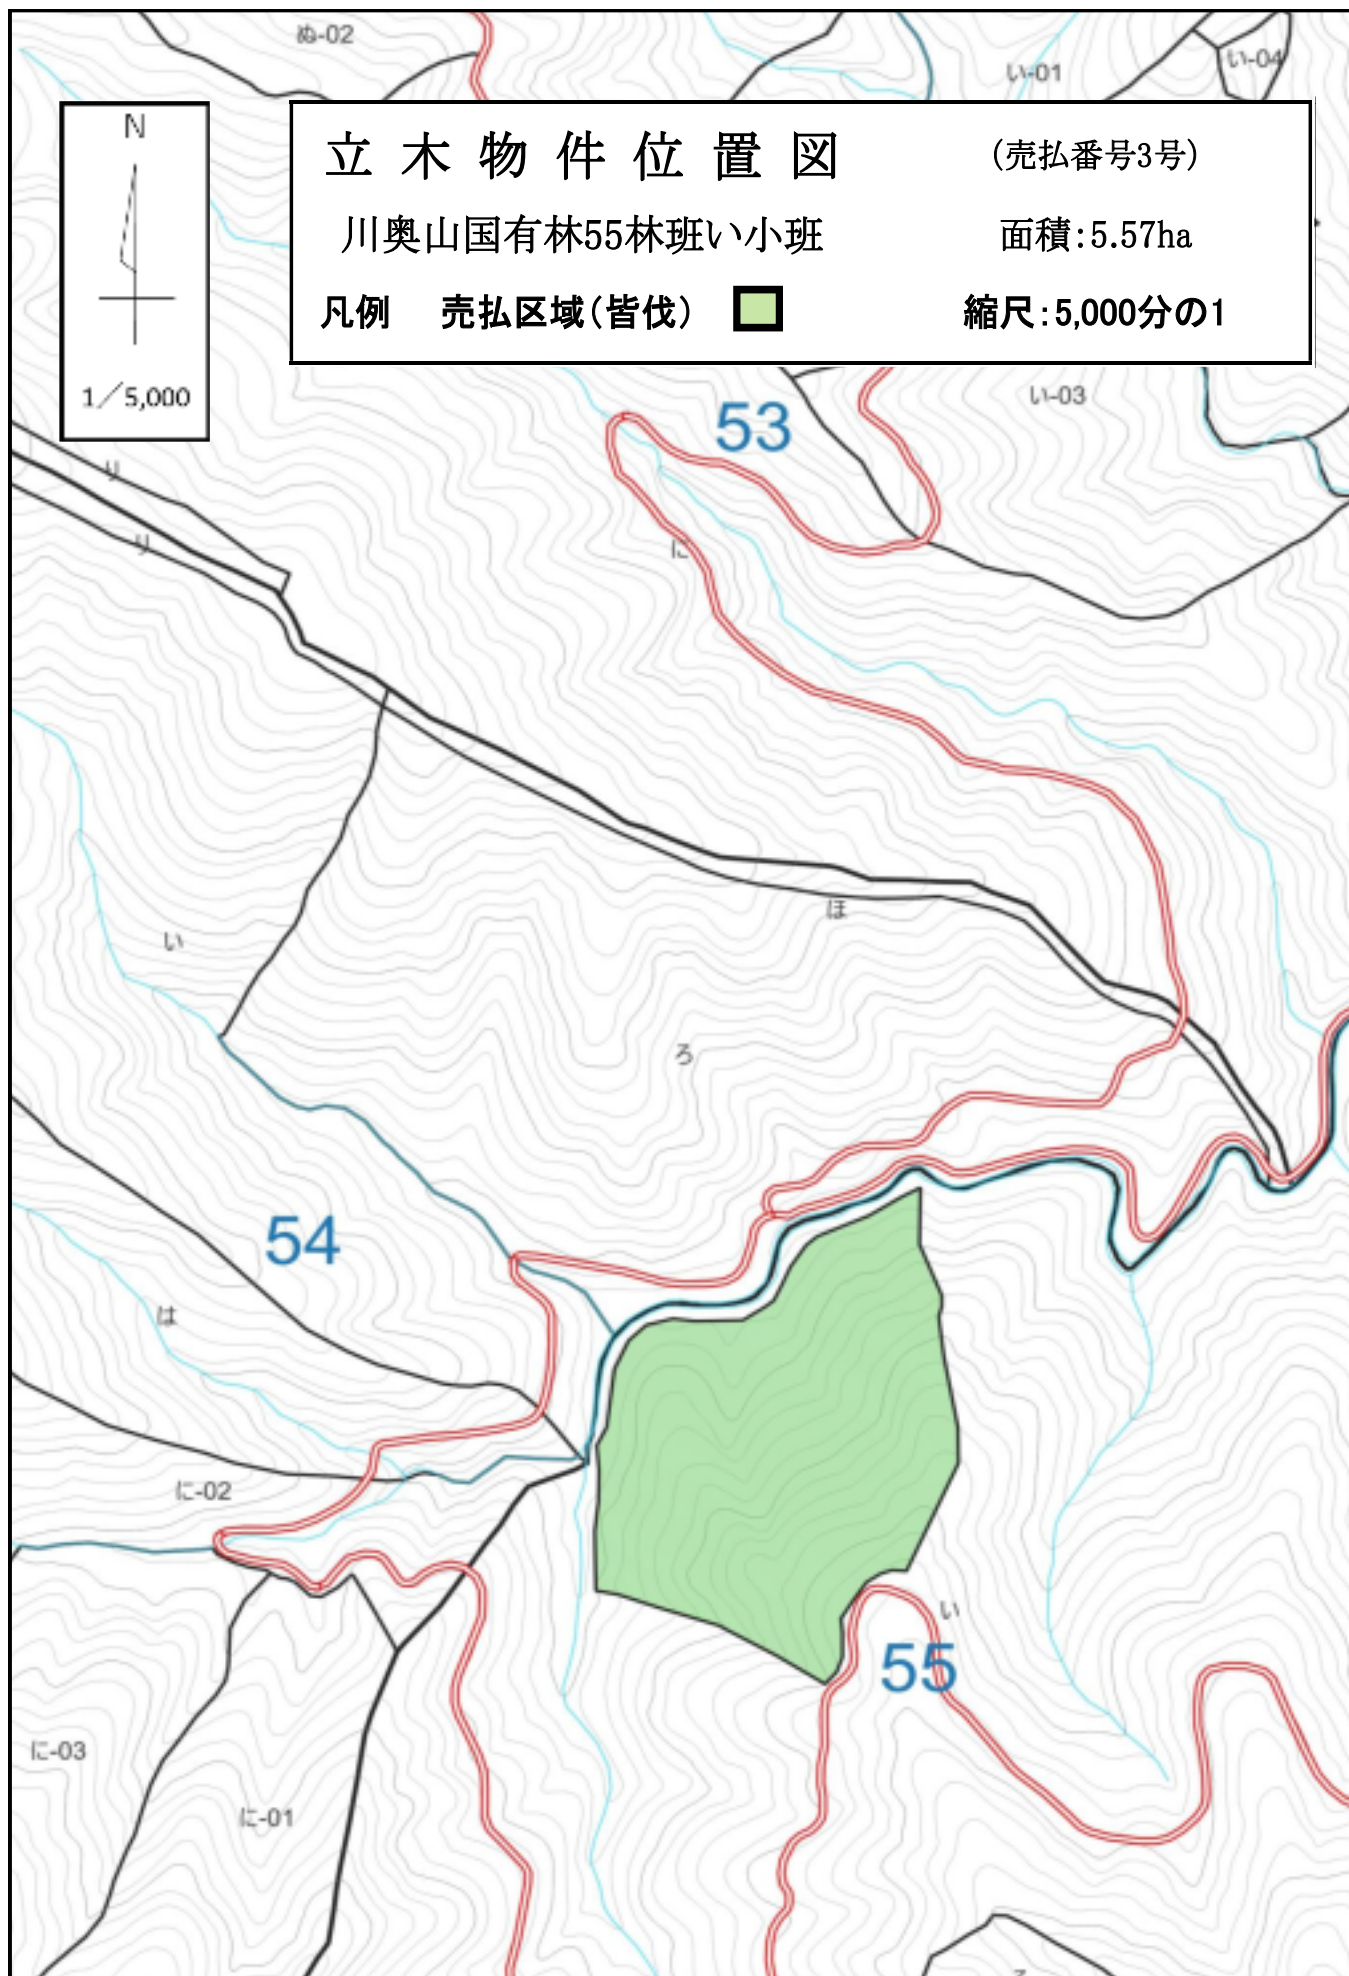 ぬ-02
い-01
い-04
N
1/5,000
立木物件位置図 (売払番号3号)
川奥山国有林55林班い小班 面積:5.57ha
凡例 売払区域(皆伐) 縮尺:5,000分の1
53
い-03
り
り
に
ほ
い
ろ
54
は
に-02
い
55
に-03
に-01